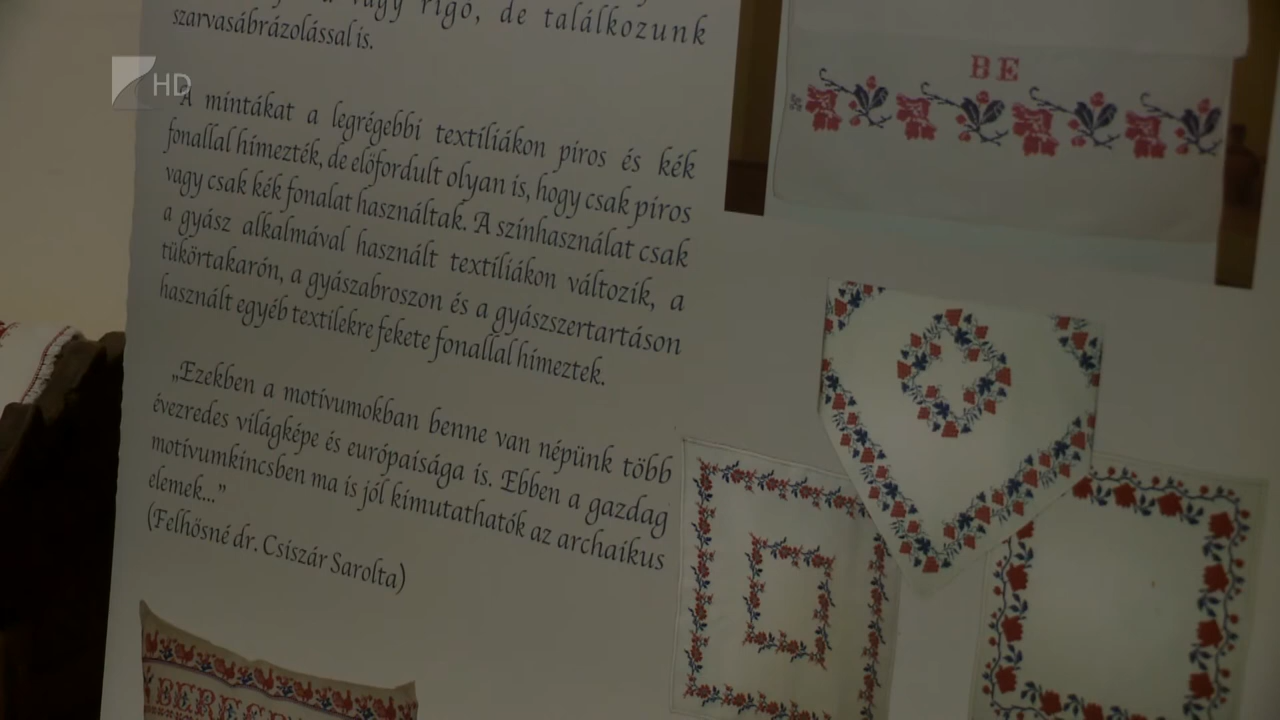 vagy rigó, de találkozunk
szarvasábrázolással is.
HD
A mintákat a legrégebbi textíliákon piros és kék
fonallal hímezték, de előfordult olyan is, hogy csak piros
vagy csak kék fonalat használtak. A színhasználat csak
a gyász alkalmával használt textíliákon változik, a
tükörtakarón, a gyászabroszon és a gyászszertartáson
használt egyéb textilekre fekete fonallal hímeztek.
„Ezekben a motívumokban benne van népünk több
évezredes világképe és európaisága is. Ebben a gazdag
motívumkincsben ma is jól kimutathatók az archaikus
elemek...”
(Felhősné dr. Csiszár Sarolta)
BE